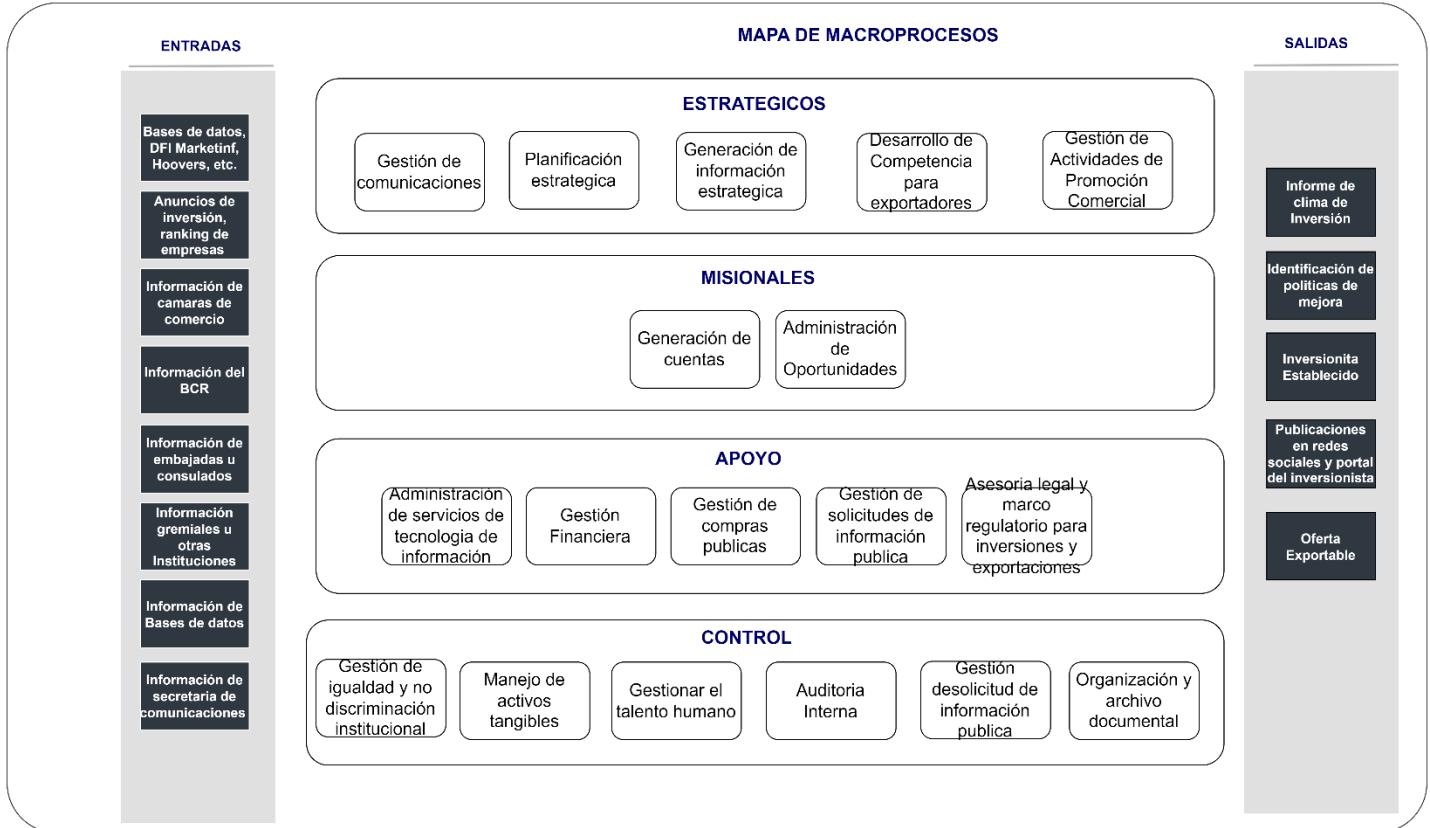 MAPA DE MACROPROCESOS
ENTRADAS
Bases de datos,
DFI Marketinf,
Hoovers, etc.
Anuncios de
inversión,
ranking de
empresas
Información de
camaras de
comercio
Información del
BCR
Información de
embajadas u
consulados
Información
gremiales u
otras
Instituciones
Información de
Bases de datos
Información de
secretaria de
comunicaciones
ESTRATEGICOS
Gestión de
comunicaciones
Planificación
estrategica
Generación de
información
estrategica
Desarrollo de
Competencia
para
exportadores
Gestión de
Actividades de
Promoción
Comercial
MISIONALES
Generación de
cuentas
Administración
de
Oportunidades
APOYO
Administración
de servicios de
tecnologia de
información
Gestión
Financiera
Gestión de
compras
publicas
Gestión de
solicitudes de
información
publica
Asesoria legal y
marco
regulatorio para
inversiones y
exportaciones
CONTROL
Gestión de
igualdad y no
discriminación
institucional
Manejo de
activos
tangibles
Gestionar el
talento humano
Auditoria
Interna
Gestión
desolicitud de
información
publica
Organización y
archivo
documental
SALIDAS
Informe de
clima de
Inversión
Identificación de
politicas de
mejora
Inversionita
Establecido
Publicaciones
en redes
sociales y portal
del inversionista
Oferta
Exportable